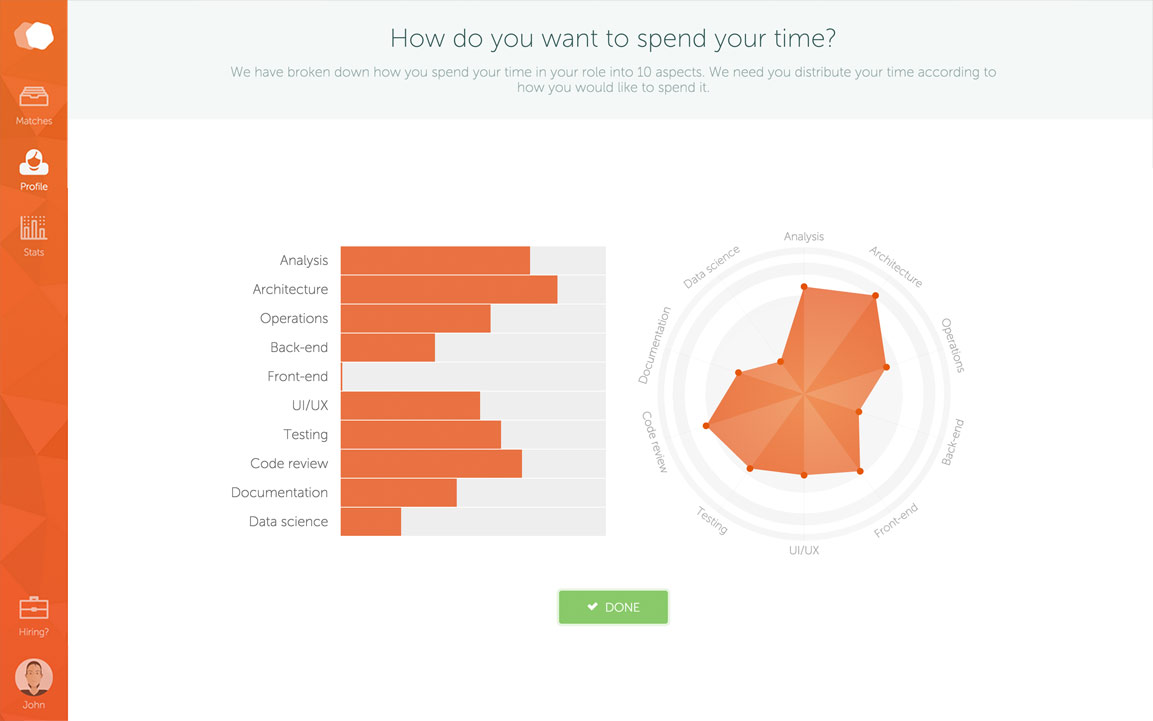 How do you want to spend your time?
We have broken down how you spend your time in your role into 10 aspects. We need you distribute your time according to
how you would like to spend it.
Matches
Profile
Stats
Analysis
Architecture
Operations
Back-end
Front-end
UI/UX
Testing
Code review
Documentation
Data science
Analysis
Architecture
Operations
Back-end
Front-end
UI/UX
Testing
Code review
Documentation
Data science
DONE
Hiring?
John